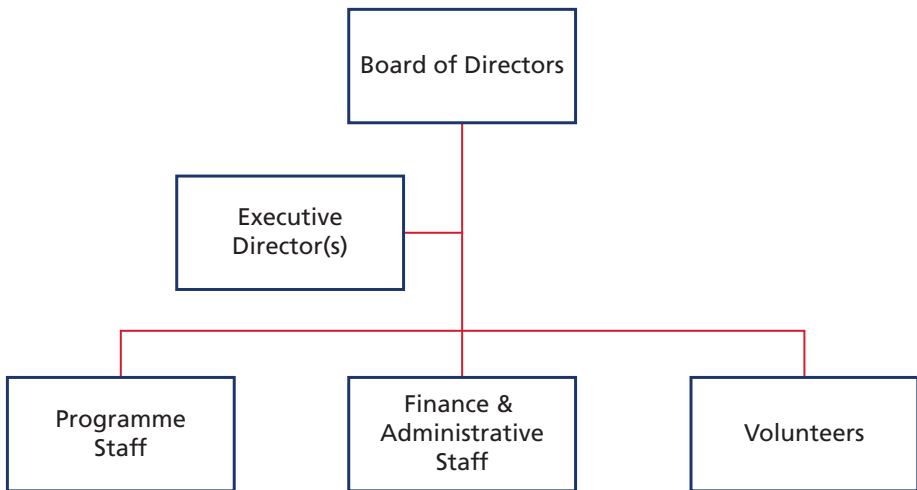 Board of Directors
Executive
Director(s)
Programme
Staff
Finance &
Administrative
Staff
Volunteers